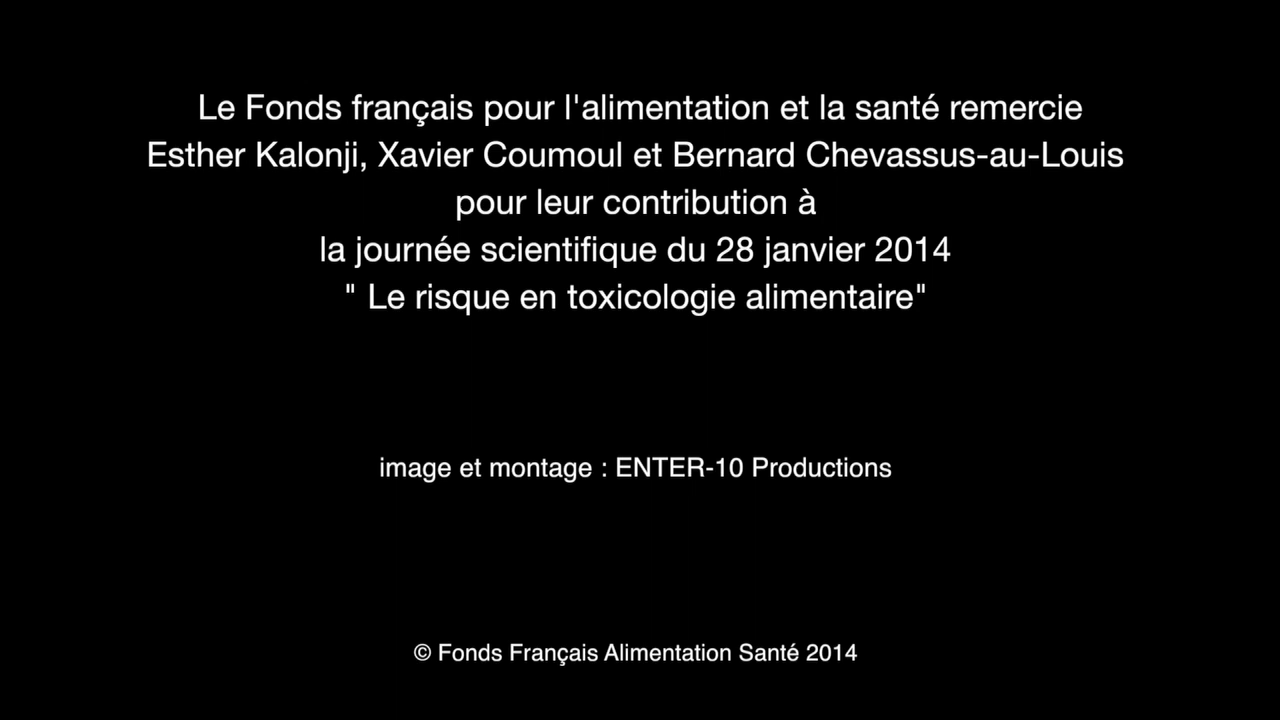 Le Fonds français pour l'alimentation et la santé remercie
Esther Kalonji, Xavier Coumoul et Bernard Chevassus-au-Louis
pour leur contribution à
la journée scientifique du 28 janvier 2014
" Le risque en toxicologie alimentaire"
image et montage : ENTER-10 Productions
© Fonds Français Alimentation Santé 2014